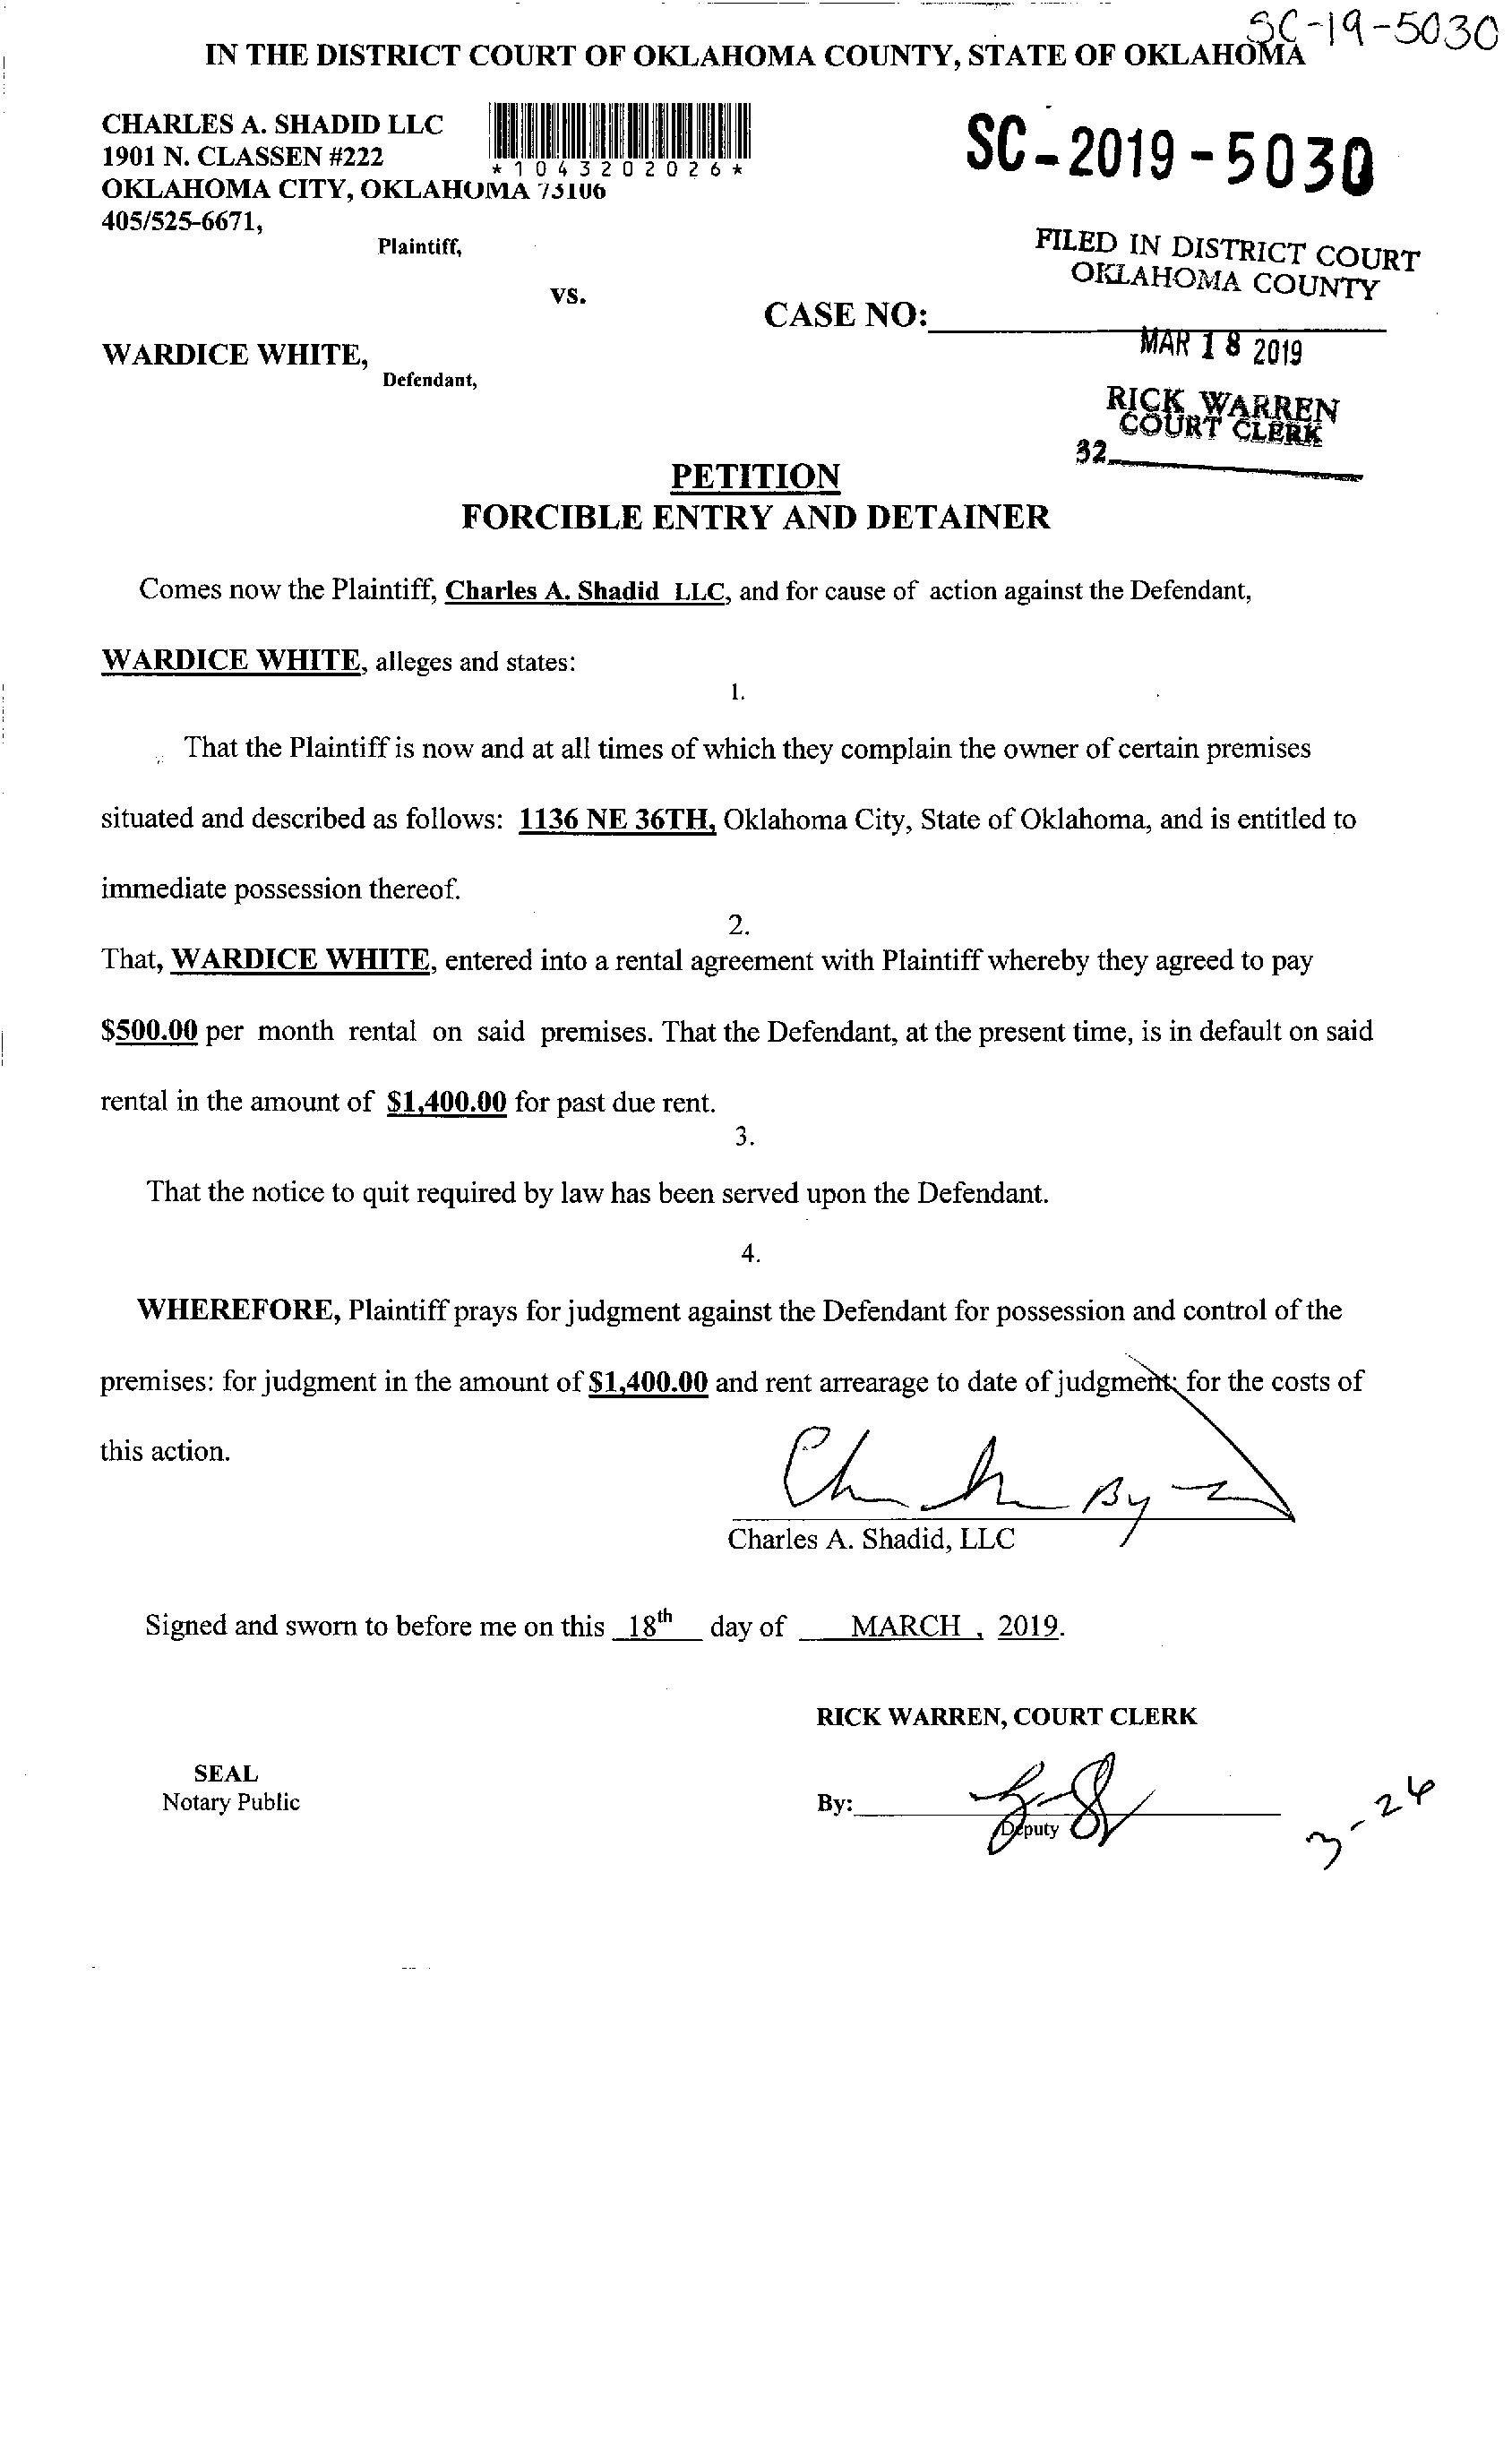 SC-19-5030
IN THE DISTRICT COURT OF OKLAHOMA COUNTY, STATE OF OKLAHOMA
CHARLES A. SHADID LLC
1901 N. CLASSEN #222
*1043202026*
OKLAHOMA CITY, OKLAHOMA 73106
405/525-6671,
Plaintiff,
SC-2019-5030
FILED IN DISTRICT COURT
OKLAHOMA COUNTY
vs.
CASE NO:
MAR 18 2019
WARDICE WHITE,
Defendant,
RICK WARREN
COURT CLERK
32
PETITION
FORCIBLE ENTRY AND DETAINER
Comes now the Plaintiff, Charles A. Shadid LLC, and for cause of action against the Defendant,
WARDICE WHITE, alleges and states:
1.
That the Plaintiff is now and at all times of which they complain the owner of certain premises
situated and described as follows: 1136 NE 36TH, Oklahoma City, State of Oklahoma, and is entitled to
immediate possession thereof.
2.
That, WARDICE WHITE, entered into a rental agreement with Plaintiff whereby they agreed to pay
$500.00 per month rental on said premises. That the Defendant, at the present time, is in default on said
rental in the amount of $1,400.00 for past due rent.
3.
That the notice to quit required by law has been served upon the Defendant.
4.
WHEREFORE, Plaintiff prays for judgment against the Defendant for possession and control of the
premises: for judgment in the amount of $1,400.00 and rent arrearage to date of judgment; for the costs of
this action.
By
Charles A. Shadid, LLC
Signed and sworn to before me on this 18th day of MARCH , 2019.
RICK WARREN, COURT CLERK
SEAL
Notary Public
By:
Deputy
3-26